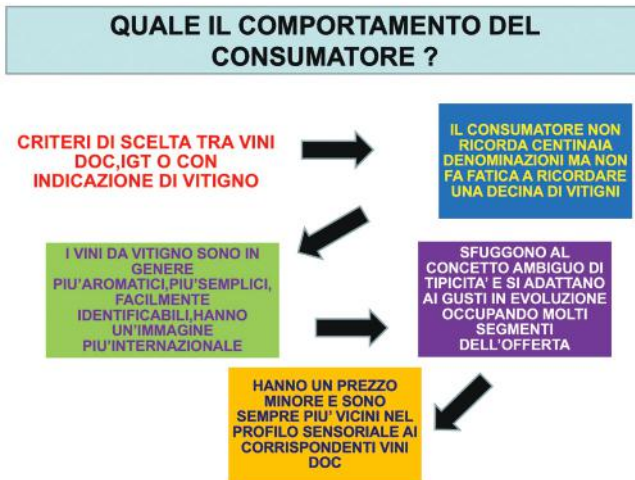 QUALE IL COMPORTAMENTO DEL
CONSUMATORE ?
CRITERI DI SCELTA TRA VINI
DOC,IGT O CON
INDICAZIONE DI VITIGNO
IL CONSUMATORE NON
RICORDA CENTINAIA
DENOMINAZIONI MA NON
FA FATICA A RICORDARE
UNA DECINA DI VITIGNI
I VINI DA VITIGNO SONO IN
GENERE
PIU'AROMATICI,PIU'SEMPLICI,
FACILMENTE
IDENTIFICABILI,HANNO
UN'IMMAGINE
PIU'INTERNAZIONALE
SFUGGONO AL
CONCETTO AMBIGUO DI
TIPICITA' E SI ADATTANO
AI GUSTI IN EVOLUZIONE
OCCUPANDO MOLTI
SEGMENTI
DELL'OFFERTA
HANNO UN PREZZO
MINORE E SONO
SEMPRE PIU' VICINI NEL
PROFILO SENSORIALE AI
CORRISPONDENTI VINI
DOC